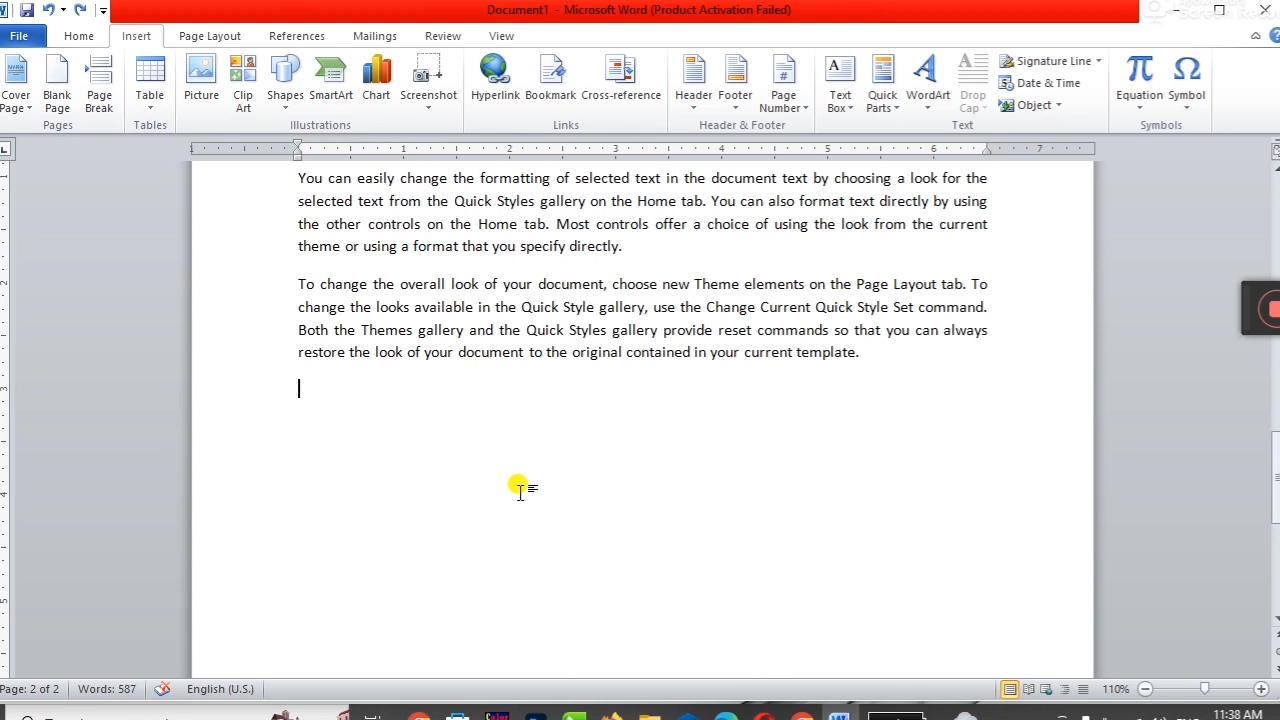 Document1 - Microsoft Word (Product Activation Failed)
File Home Insert Page Layout References Mailings Review View
Cover Page Blank Page Page Break
Pages
Table
Tables
Picture Clip Art Shapes SmartArt Chart Screenshot
Illustrations
Hyperlink Bookmark Cross-reference
Links
Header Footer Page Number
Header & Footer
Text Box Quick Parts WordArt Drop Cap
Signature Line
Date & Time
Object
Text
Equation Symbol
Symbols
1 1 2 3 4 5 6 7
You can easily change the formatting of selected text in the document text by choosing a look for the
selected text from the Quick Styles gallery on the Home tab. You can also format text directly by using
the other controls on the Home tab. Most controls offer a choice of using the look from the current
theme or using a format that you specify directly.
To change the overall look of your document, choose new Theme elements on the Page Layout tab. To
change the looks available in the Quick Style gallery, use the Change Current Quick Style Set command.
Both the Themes gallery and the Quick Styles gallery provide reset commands so that you can always
restore the look of your document to the original contained in your current template.
Page: 2 of 2 Words: 587 English (U.S.) 110%
11:38 AM